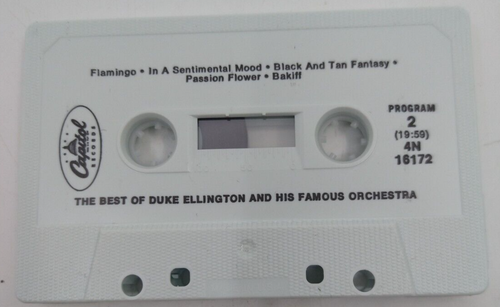 Flamingo • In A Sentimental Mood • Black And Tan Fantasy •
Passion Flower • Bakiff
PROGRAM
2
(19:59)
4N
16172
Capitol
RECORDS
THE BEST OF DUKE ELLINGTON AND HIS FAMOUS ORCHESTRA